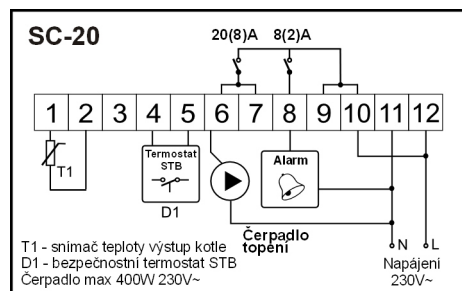 SC-20
20(8)A 8(2)A
1 2 3 4 5 6 7 8 9 10 11 12
T1
Termostat
STB
D1
Alarm
Čerpadlo
topění
N L
Napájení
230V~
T1 - snímač teploty výstup kotle
D1 - bezpečnostní termostat STB
Čerpadlo max 400W 230V~